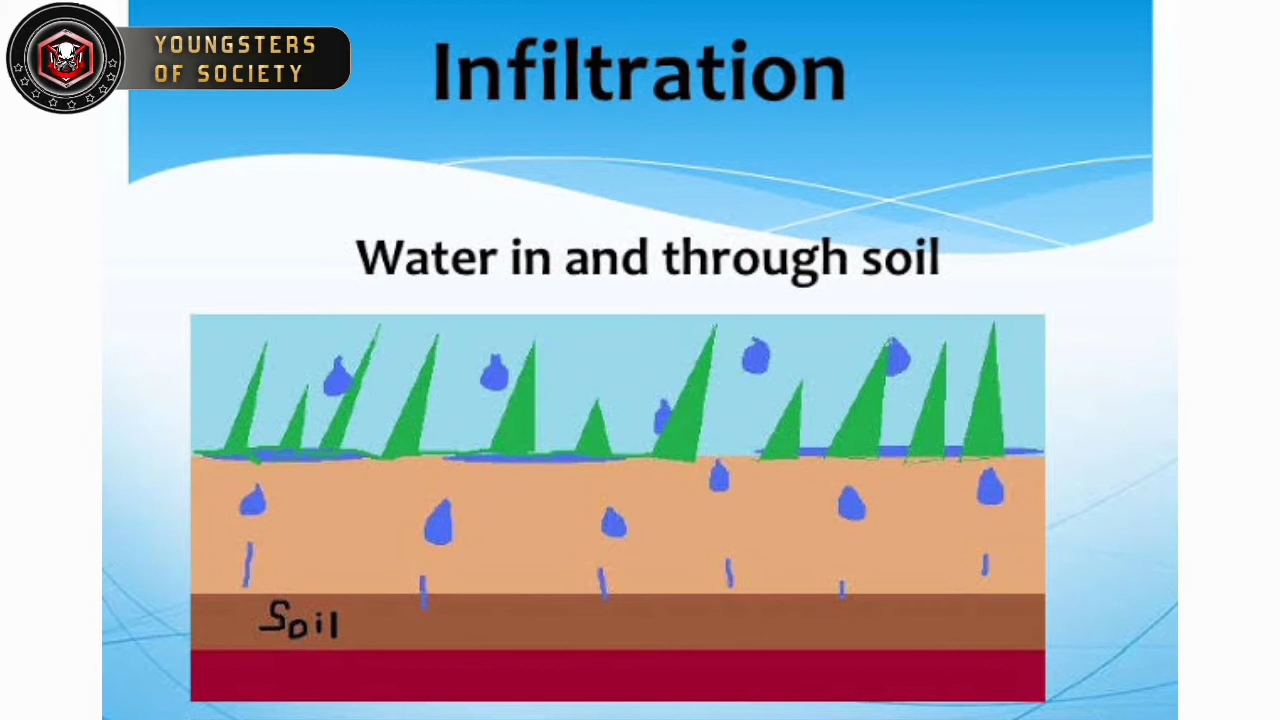 YOUNGSTERS
OF SOCIETY
Infiltration
Water in and through soil
Soil